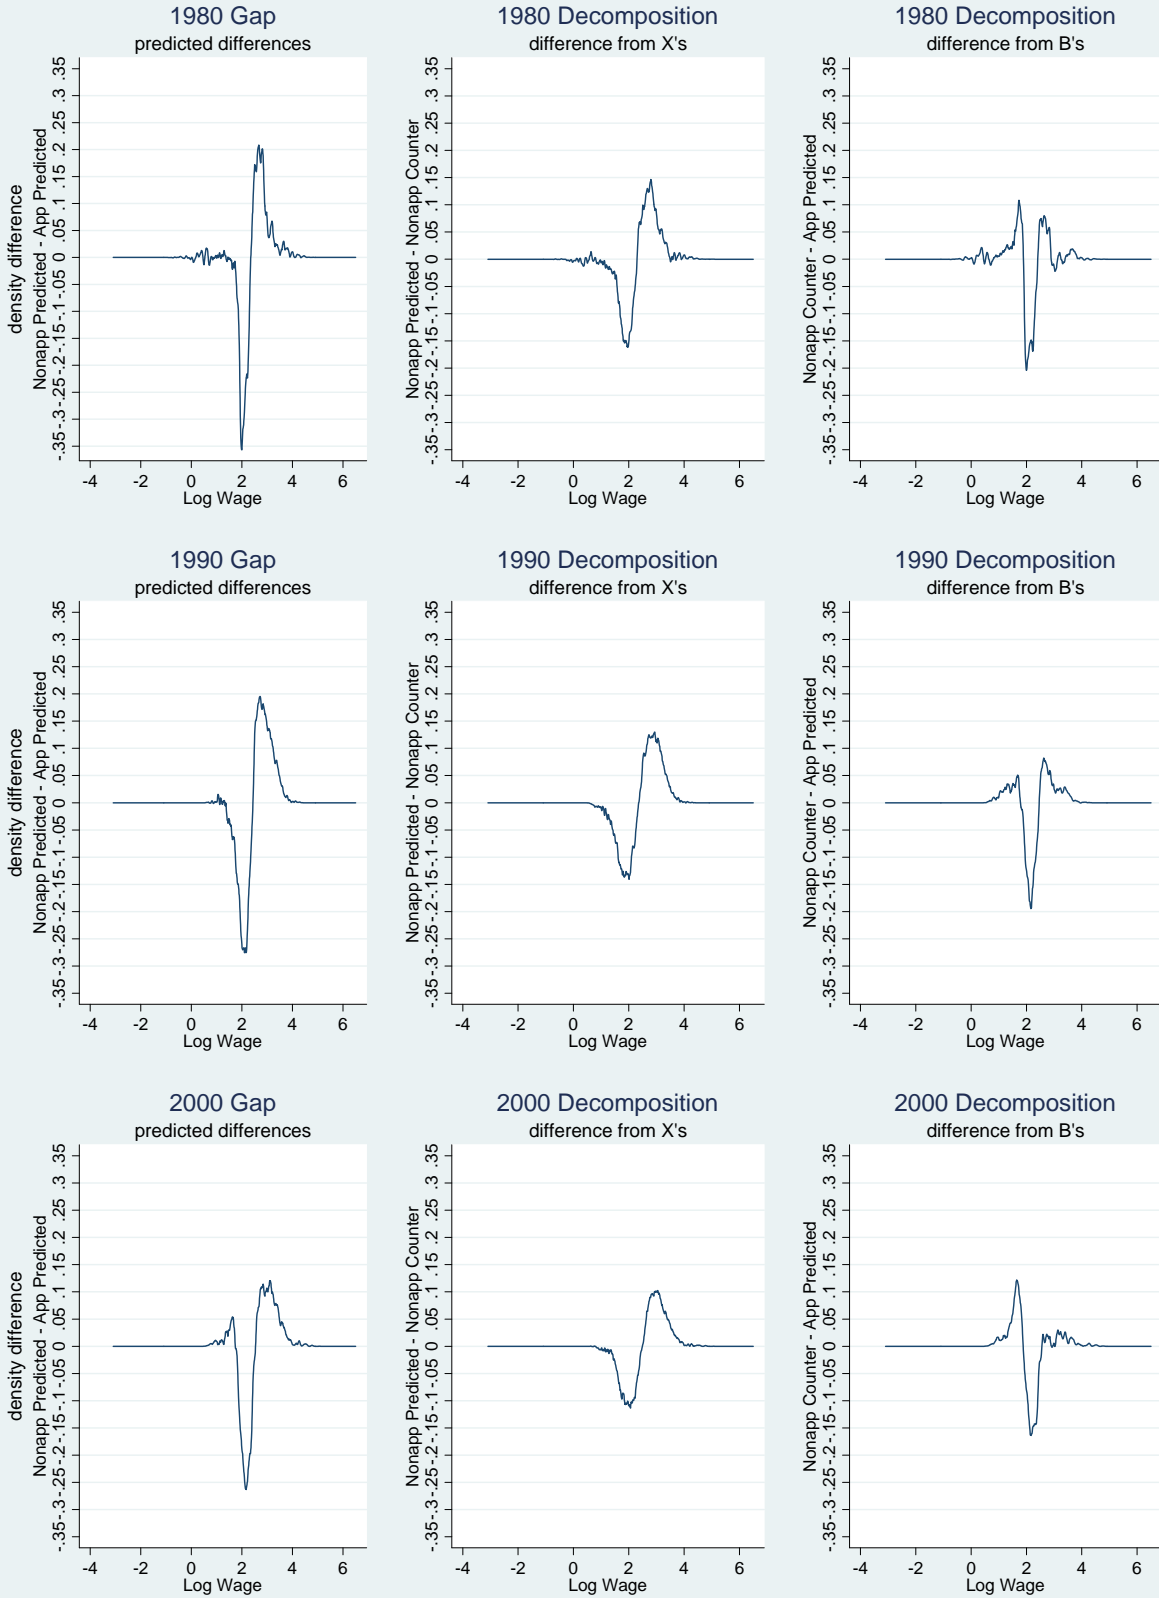 1980 Gap
predicted differences
density difference
Nonapp Predicted - App Predicted
-.35 -.3 -.25 -.2 -.15 -.1 -.05 0 .05 .1 .15 .2 .25 .3 .35
-4 -2 0 2 4 6
Log Wage
1980 Decomposition
difference from X's
Nonapp Predicted - Nonapp Counter
-.35 -.3 -.25 -.2 -.15 -.1 -.05 0 .05 .1 .15 .2 .25 .3 .35
-4 -2 0 2 4 6
Log Wage
1980 Decomposition
difference from B's
Nonapp Counter - App Predicted
-.35 -.3 -.25 -.2 -.15 -.1 -.05 0 .05 .1 .15 .2 .25 .3 .35
-4 -2 0 2 4 6
Log Wage
1990 Gap
predicted differences
density difference
Nonapp Predicted - App Predicted
-.35 -.3 -.25 -.2 -.15 -.1 -.05 0 .05 .1 .15 .2 .25 .3 .35
-4 -2 0 2 4 6
Log Wage
1990 Decomposition
difference from X's
Nonapp Predicted - Nonapp Counter
-.35 -.3 -.25 -.2 -.15 -.1 -.05 0 .05 .1 .15 .2 .25 .3 .35
-4 -2 0 2 4 6
Log Wage
1990 Decomposition
difference from B's
Nonapp Counter - App Predicted
-.35 -.3 -.25 -.2 -.15 -.1 -.05 0 .05 .1 .15 .2 .25 .3 .35
-4 -2 0 2 4 6
Log Wage
2000 Gap
predicted differences
density difference
Nonapp Predicted - App Predicted
-.35 -.3 -.25 -.2 -.15 -.1 -.05 0 .05 .1 .15 .2 .25 .3 .35
-4 -2 0 2 4 6
Log Wage
2000 Decomposition
difference from X's
Nonapp Predicted - Nonapp Counter
-.35 -.3 -.25 -.2 -.15 -.1 -.05 0 .05 .1 .15 .2 .25 .3 .35
-4 -2 0 2 4 6
Log Wage
2000 Decomposition
difference from B's
Nonapp Counter - App Predicted
-.35 -.3 -.25 -.2 -.15 -.1 -.05 0 .05 .1 .15 .2 .25 .3 .35
-4 -2 0 2 4 6
Log Wage